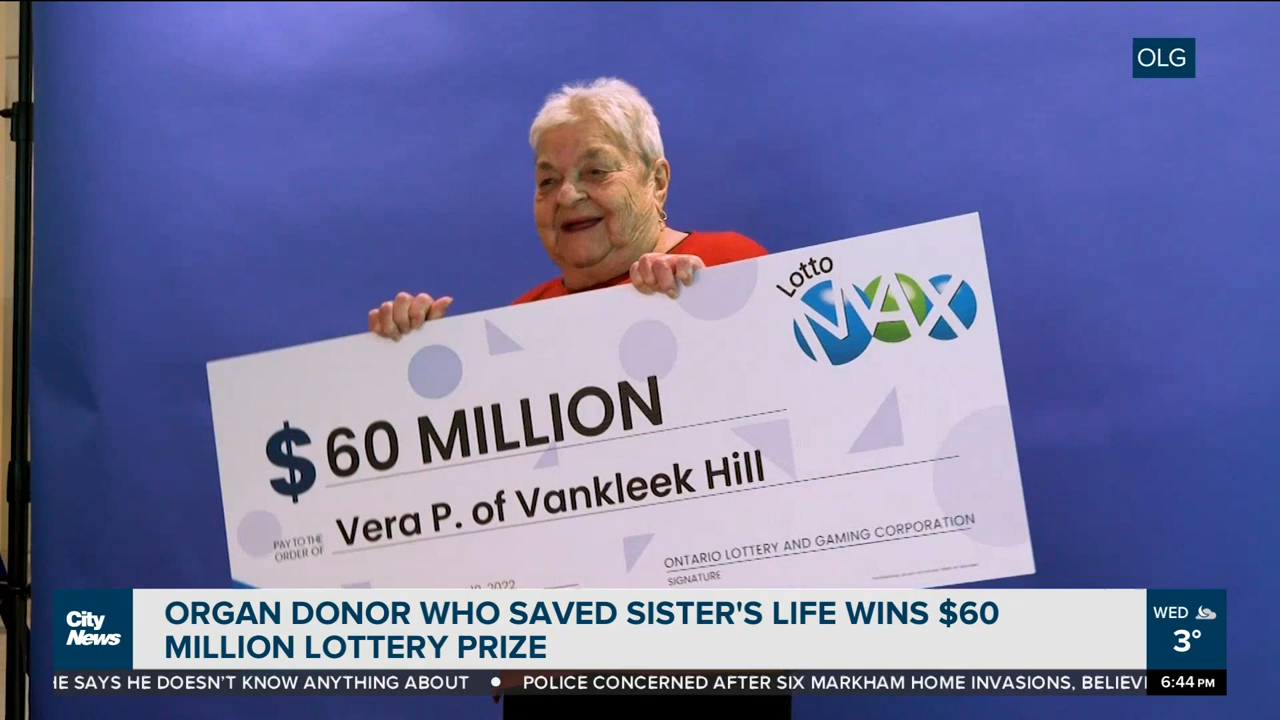 OLG
Lotto
MAX
$60 MILLION
Vera P. of Vankleek Hill
PAY TO THE
ORDER OF
ONTARIO LOTTERY AND GAMING CORPORATION
SIGNATURE
2022
City
News
ORGAN DONOR WHO SAVED SISTER'S LIFE WINS $60
MILLION LOTTERY PRIZE
WED
3°
SAYS HE DOESN'T KNOW ANYTHING ABOUT • POLICE CONCERNED AFTER SIX MARKHAM HOME INVASIONS,
6:44 PM